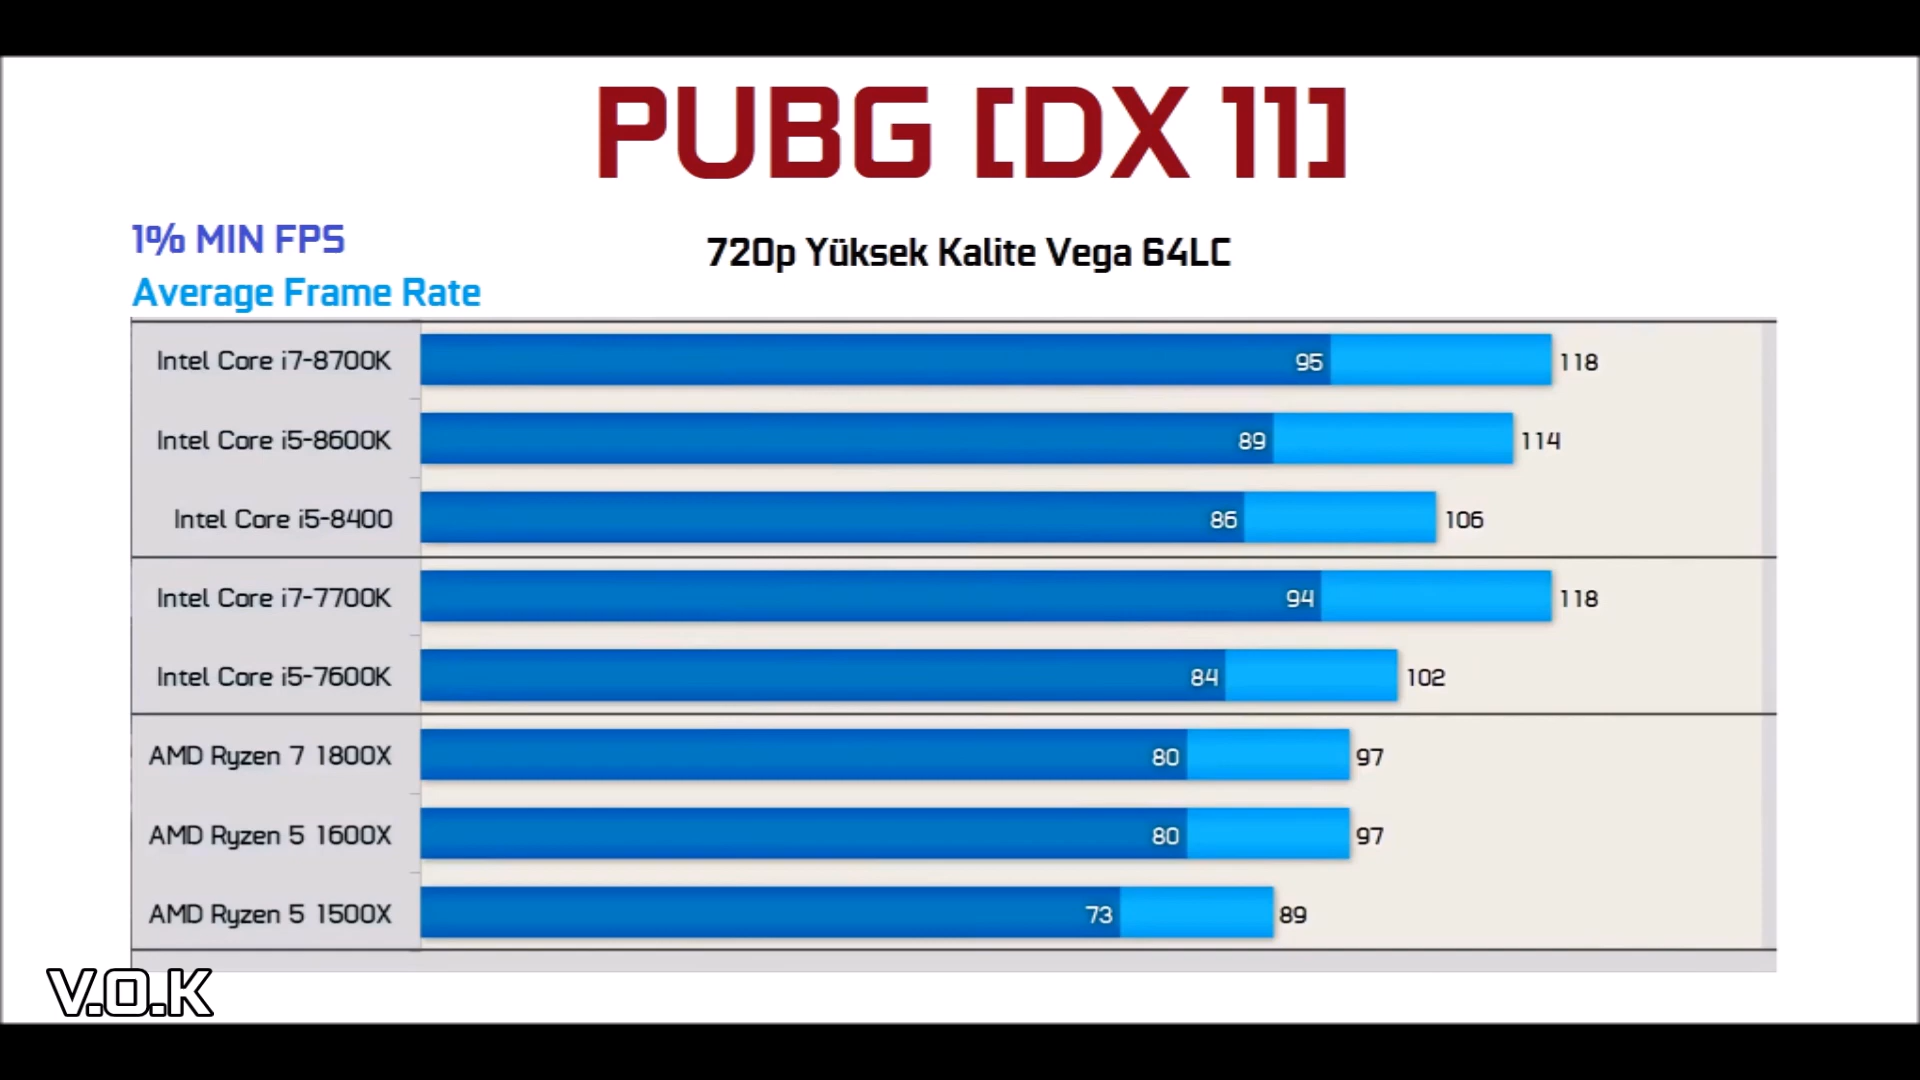 PUBG [DX 11]
1% MIN FPS
720p Yüksek Kalite Vega 64LC
Average Frame Rate
Intel Core i7-8700K 95 118
Intel Core i5-8600K 89 114
Intel Core i5-8400 86 106
Intel Core i7-7700K 94 118
Intel Core i5-7600K 84 102
AMD Ryzen 7 1800X 80 97
AMD Ryzen 5 1600X 80 97
AMD Ryzen 5 1500X 73 89
V.O.K